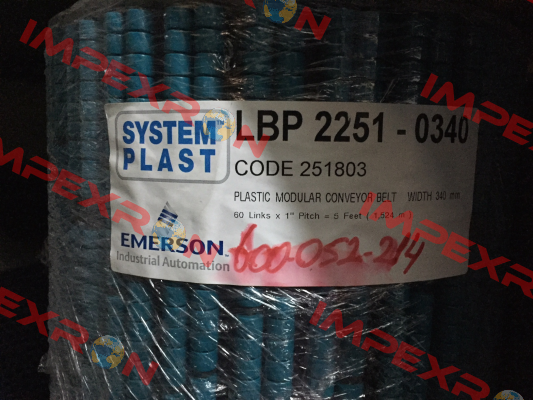 SYSTEM
PLAST
LBP 2251 - 0340
CODE 251803
PLASTIC MODULAR CONVEYOR BELT WIDTH 340 mm
60 Links x 1" Pitch = 5 Feet ( 1,524 m )
EMERSON
Industrial Automation
600-052-214
IMPEXRON
IMPEXRON
IMPEXRON
IMPEXRON
IMPEXRON